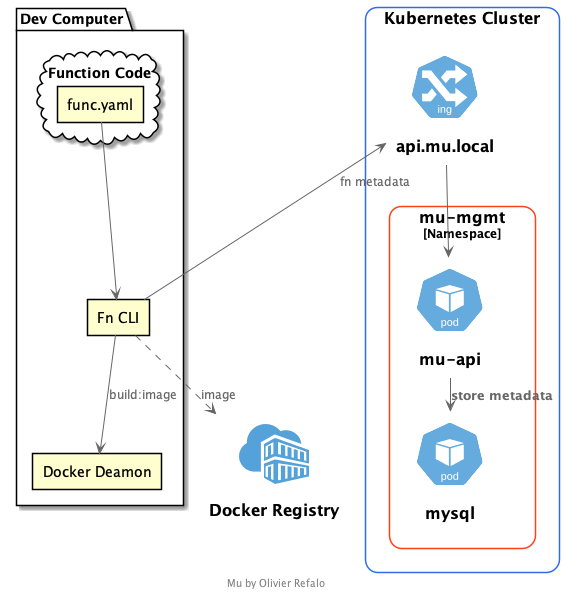 Dev Computer
Function Code
func.yaml
Fn CLI
build:image
image
Docker Deamon
Docker Registry
Kubernetes Cluster
ing
api.mu.local
fn metadata
mu-mgmt
[Namespace]
pod
mu-api
store metadata
pod
mysql
Mu by Olivier Refalo